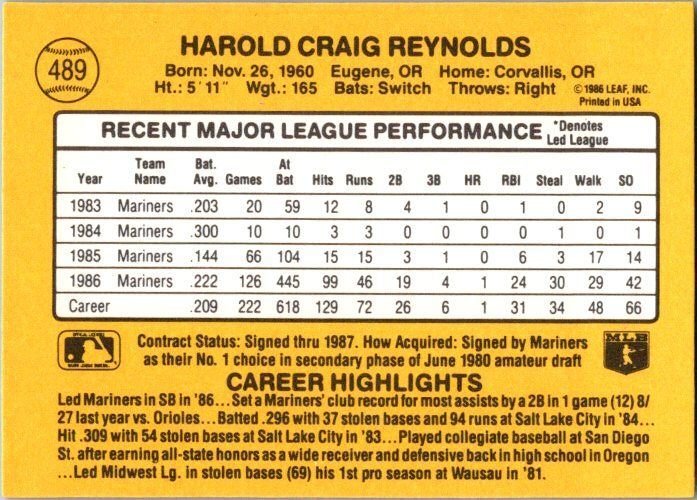 489
HAROLD CRAIG REYNOLDS
Born: Nov. 26, 1960 Eugene, OR Home: Corvallis, OR
Ht.: 5' 11" Wgt.: 165 Bats: Switch Throws: Right
©1986 LEAF, INC.
Printed in USA
RECENT MAJOR LEAGUE PERFORMANCE *Denotes Led League
Year Team Name Bat. Avg. Games At Bat Hits Runs 2B 3B HR RBI Steal Walk SO
1983 Mariners .203 20 59 12 8 4 1 0 1 0 2 9
1984 Mariners .300 10 10 3 3 0 0 0 0 1 0 1
1985 Mariners .144 66 104 15 15 3 1 0 6 3 17 14
1986 Mariners .222 126 445 99 46 19 4 1 24 30 29 42
Career .209 222 618 129 72 26 6 1 31 34 48 66
Contract Status: Signed thru 1987. How Acquired: Signed by Mariners
as their No. 1 choice in secondary phase of June 1980 amateur draft
MLB
CAREER HIGHLIGHTS
Led Mariners in SB in '86...Set a Mariners' club record for most assists by a 2B in 1 game (12) 8/
27 last year vs. Orioles...Batted .296 with 37 stolen bases and 94 runs at Salt Lake City in '84...
Hit .309 with 54 stolen bases at Salt Lake City in '83...Played collegiate baseball at San Diego
St. after earning all-state honors as a wide receiver and defensive back in high school in Oregon
...Led Midwest Lg. in stolen bases (69) his 1st pro season at Wausau in '81.